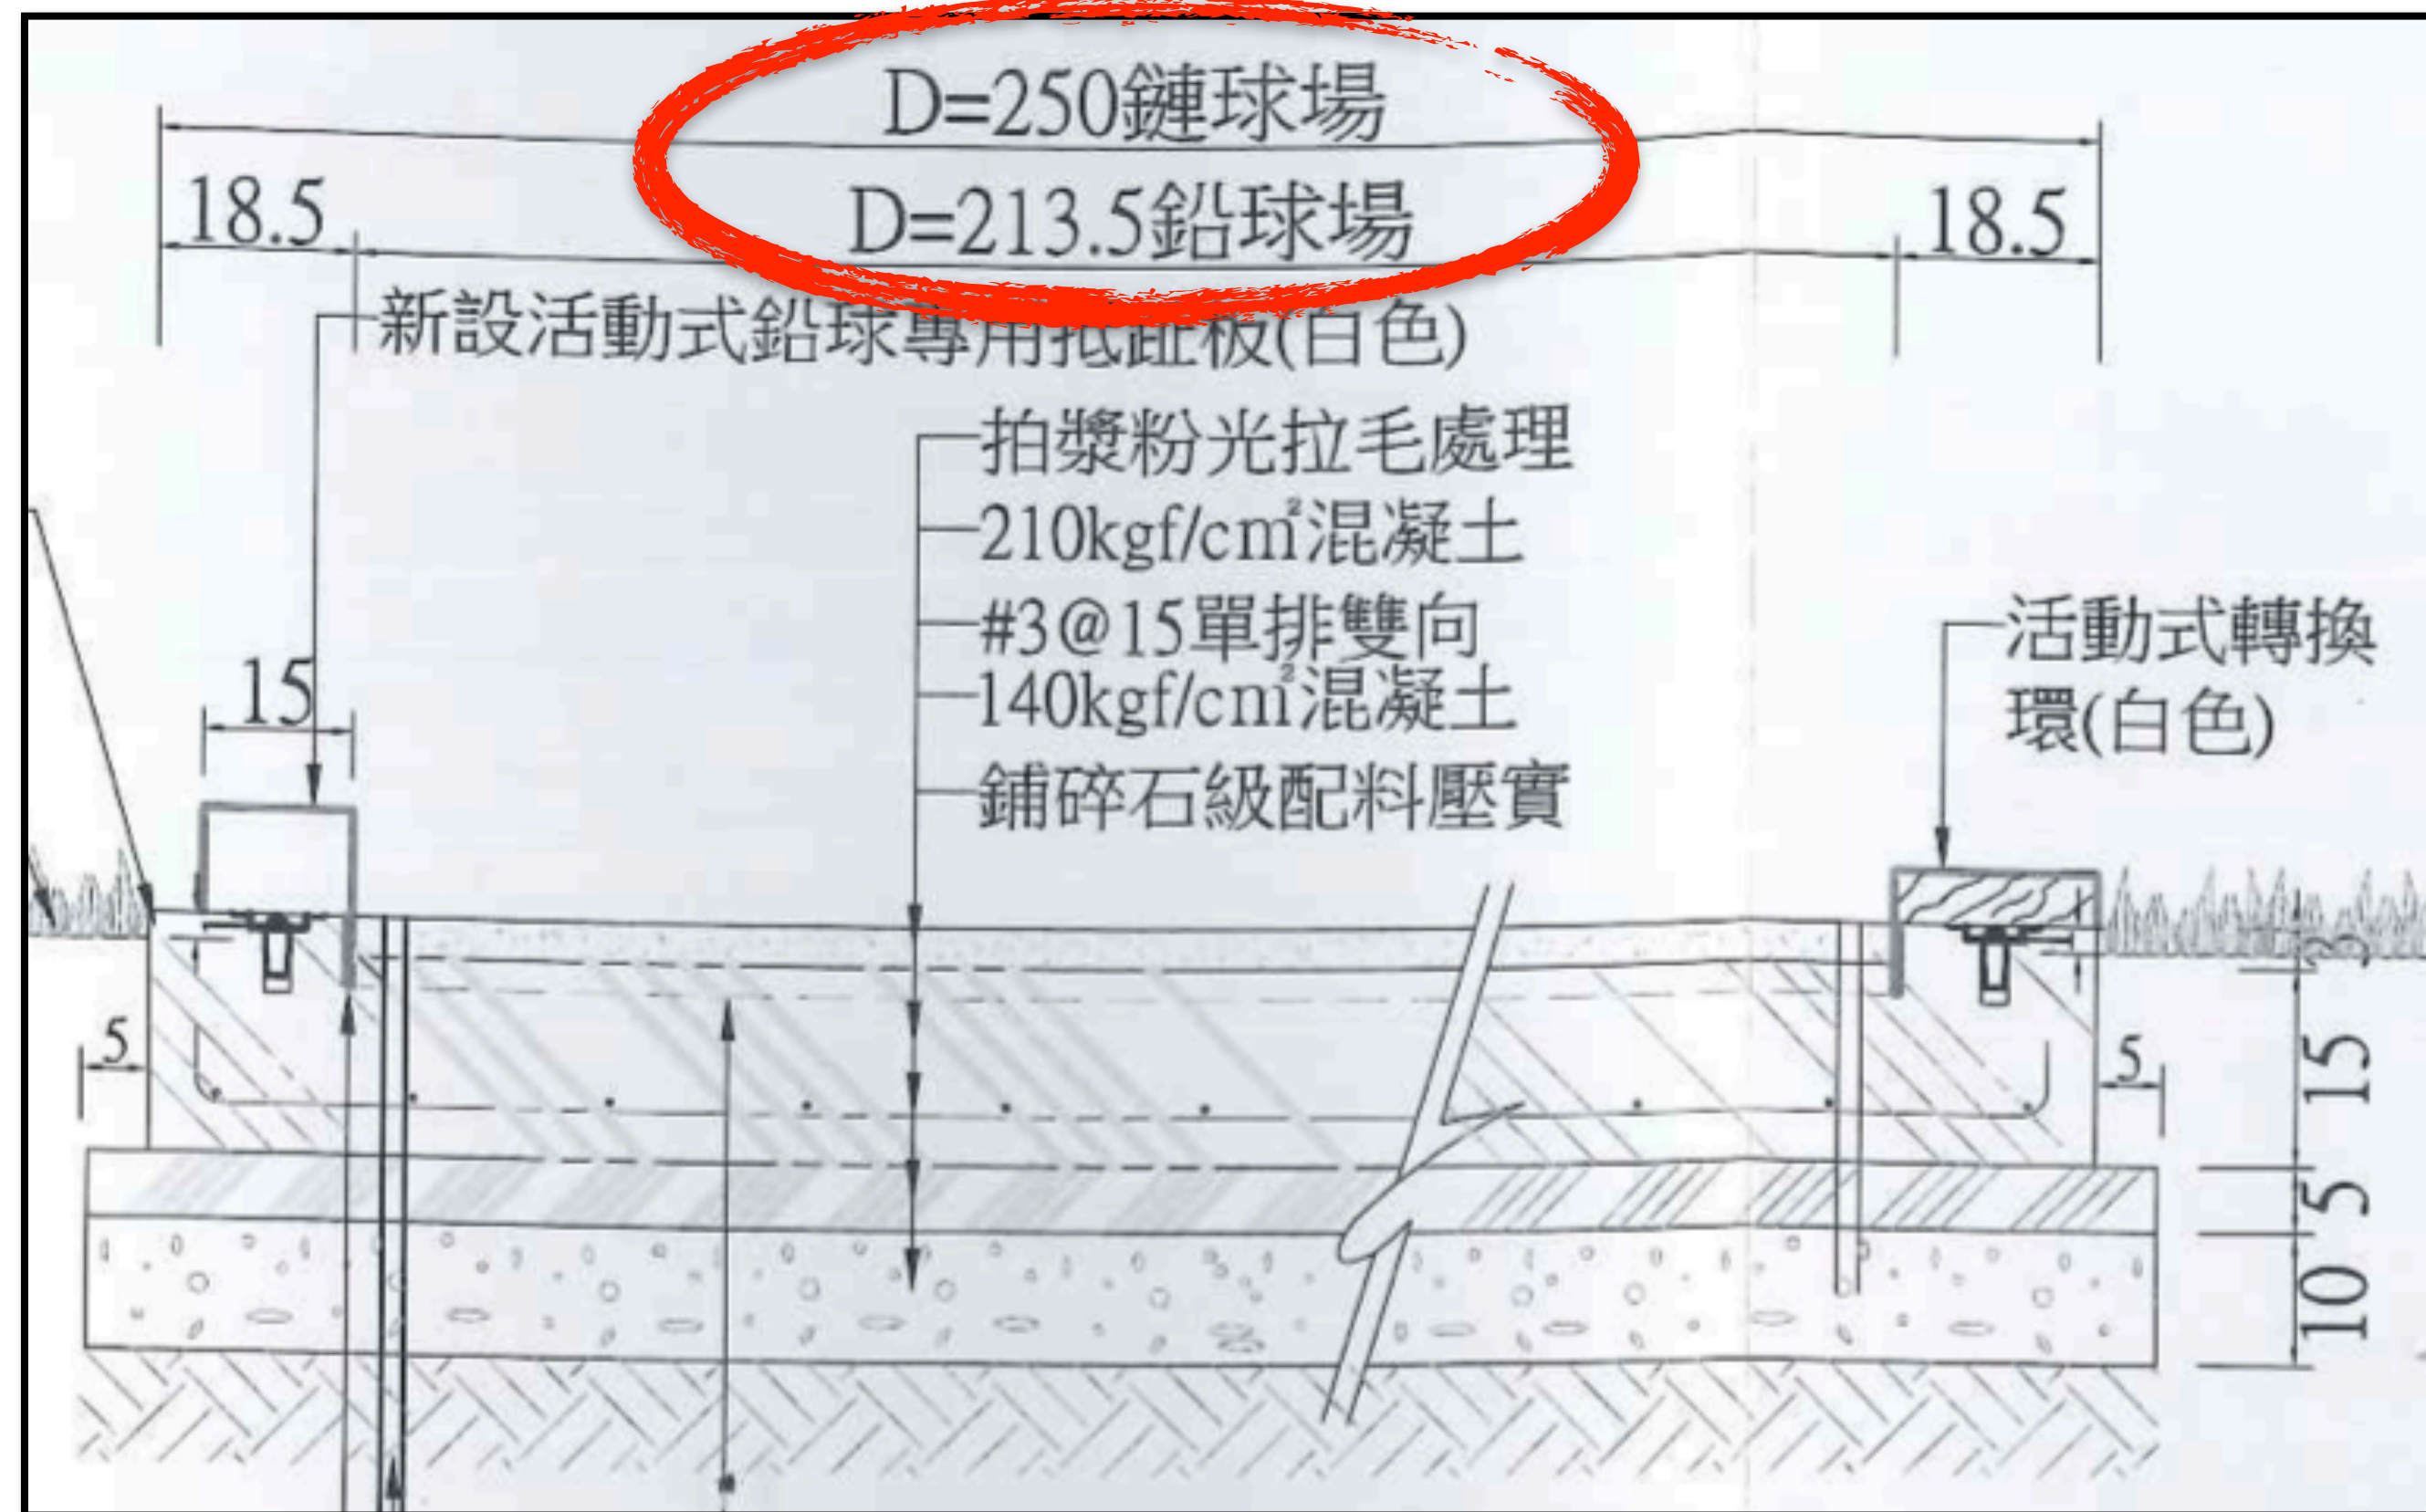 D=250鏈球場
18.5
D=213.5鉛球場
18.5
新設活動式鉛球專用抵趾板(白色)
拍漿粉光拉毛處理
210kgf/cm²混凝土
#3@15單排雙向
140kgf/cm²混凝土
鋪碎石級配料壓實
活動式轉換
環(白色)
15
5
5
3
15
5
10